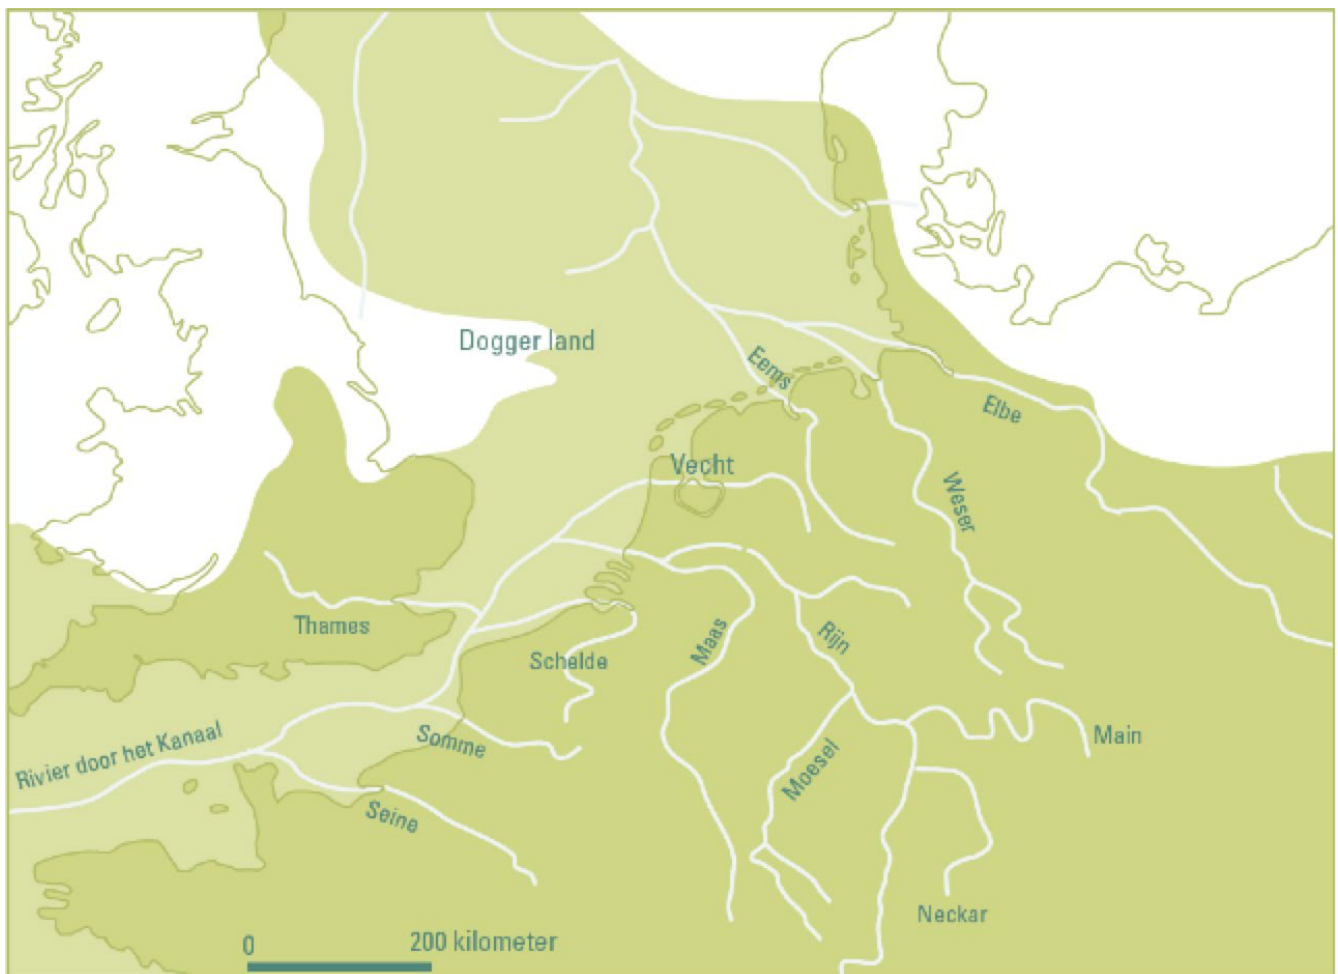 Dogger land
Eems
Elbe
Vecht
Weser
Thames
Schelde
Maas
Rijn
Rivier door het Kanaal
Somme
Main
Moesel
Seine
Neckar
0
200 kilometer